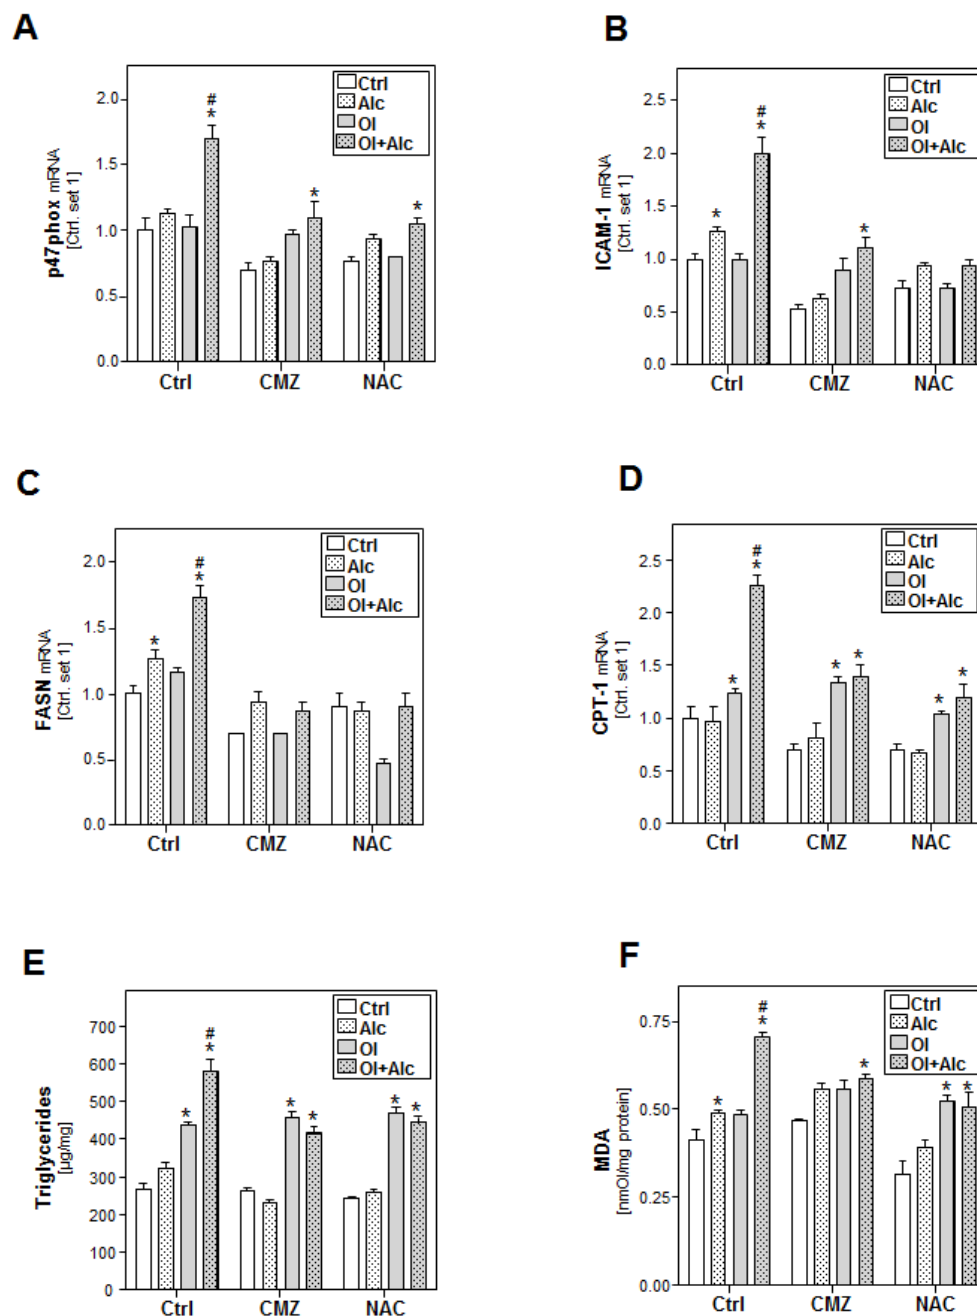 A
p47phox mRNA
[Ctrl. set 1]
2.0
1.5
1.0
0.5
0.0
Ctrl
Alc
Ol
Ol+Alc
#
*
*
*
Ctrl CMZ NAC
B
ICAM-1 mRNA
[Ctrl. set 1]
2.5
2.0
1.5
1.0
0.5
0.0
Ctrl
Alc
Ol
Ol+Alc
*
#
*
*
Ctrl CMZ NAC
C
FASN mRNA
[Ctrl. set 1]
2.0
1.5
1.0
0.5
0.0
Ctrl
Alc
Ol
Ol+Alc
*
#
*
Ctrl CMZ NAC
D
CPT-1 mRNA
[Ctrl. set 1]
2.5
2.0
1.5
1.0
0.5
0.0
Ctrl
Alc
Ol
Ol+Alc
*
#
*
* *
* *
Ctrl CMZ NAC
E
Triglycerides
[µg/mg]
700
600
500
400
300
200
100
0
Ctrl
Alc
Ol
Ol+Alc
*
#
*
* *
* *
Ctrl CMZ NAC
F
MDA
[nmOl/mg protein]
0.75
0.50
0.25
0.00
Ctrl
Alc
Ol
Ol+Alc
*
#
*
*
* *
Ctrl CMZ NAC